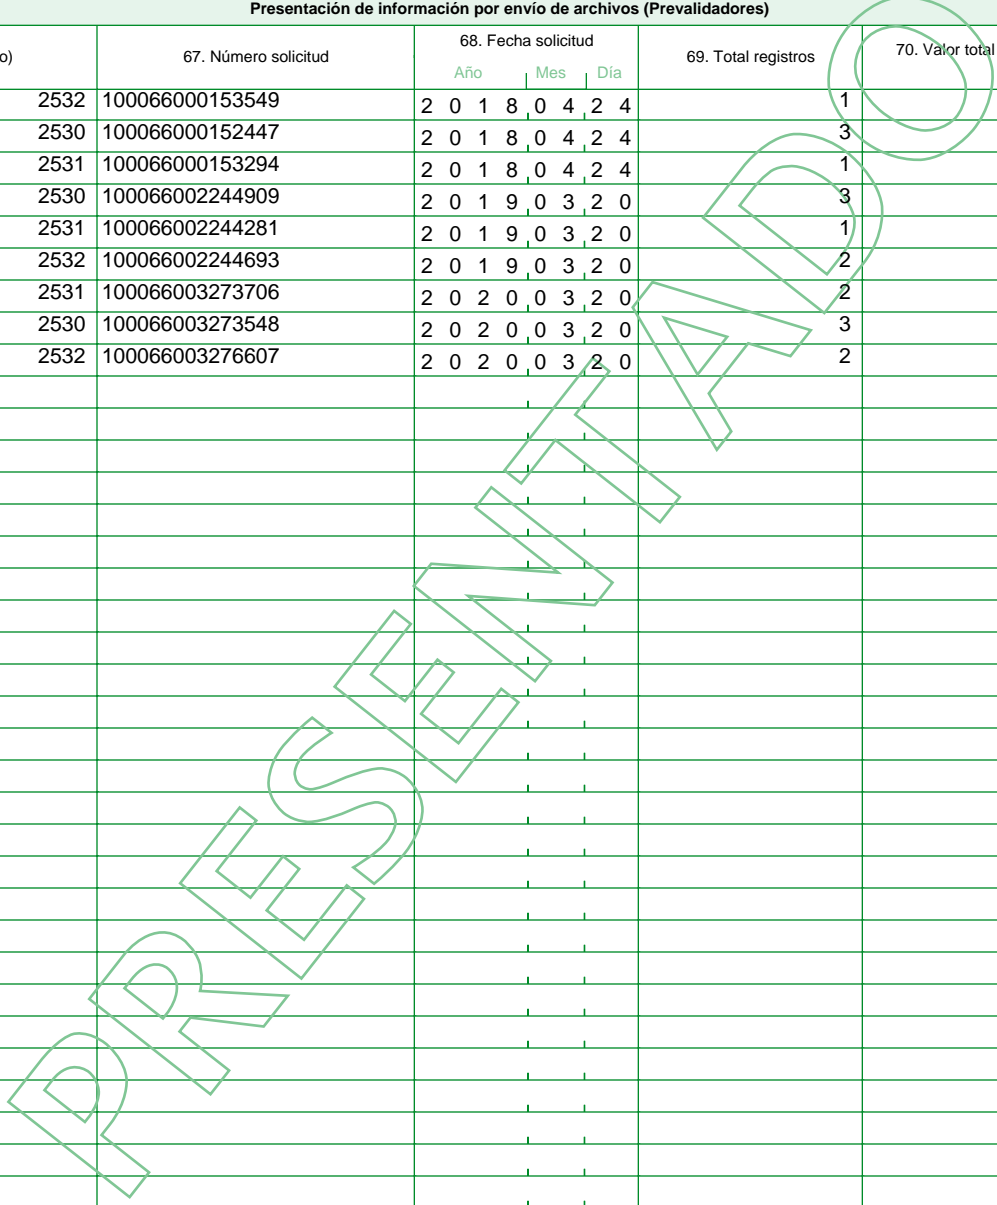 Presentación de información por envío de archivos (Prevalidadores)
o) 67. Número solicitud 68. Fecha solicitud 69. Total registros 70. Valor total
Año Mes Día
2532 100066000153549 2 0 1 8 0 4 2 4 1
2530 100066000152447 2 0 1 8 0 4 2 4 3
2531 100066000153294 2 0 1 8 0 4 2 4 1
2530 100066002244909 2 0 1 9 0 3 2 0 3
2531 100066002244281 2 0 1 9 0 3 2 0 1
2532 100066002244693 2 0 1 9 0 3 2 0 2
2531 100066003273706 2 0 2 0 0 3 2 0 2
2530 100066003273548 2 0 2 0 0 3 2 0 3
2532 100066003276607 2 0 2 0 0 3 2 0 2
PRESENTADO